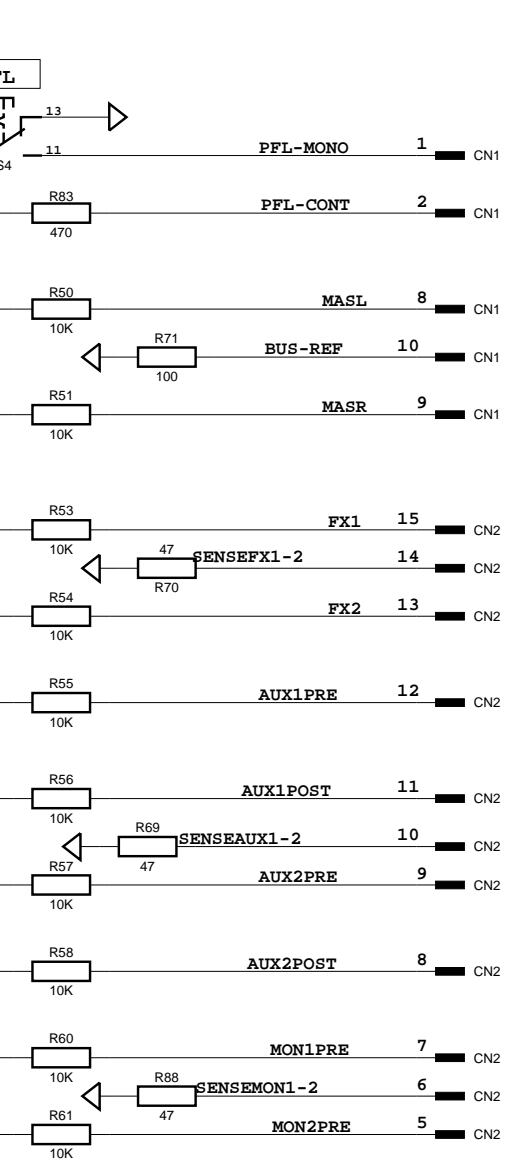 TL
13
11
S4
PFL-MONO 1 CN1
R83
PFL-CONT 2 CN1
470
R50
MASL 8 CN1
10K
R71
BUS-REF 10 CN1
100
R51
MASR 9 CN1
10K
R53
FX1 15 CN2
10K
47
SENSEFX1-2 14 CN2
R70
R54
FX2 13 CN2
10K
R55
AUX1PRE 12 CN2
10K
R56
AUX1POST 11 CN2
10K
R69
SENSEAUX1-2 10 CN2
47
R57
AUX2PRE 9 CN2
10K
R58
AUX2POST 8 CN2
10K
R60
MON1PRE 7 CN2
10K
R88
SENSEMON1-2 6 CN2
47
R61
MON2PRE 5 CN2
10K